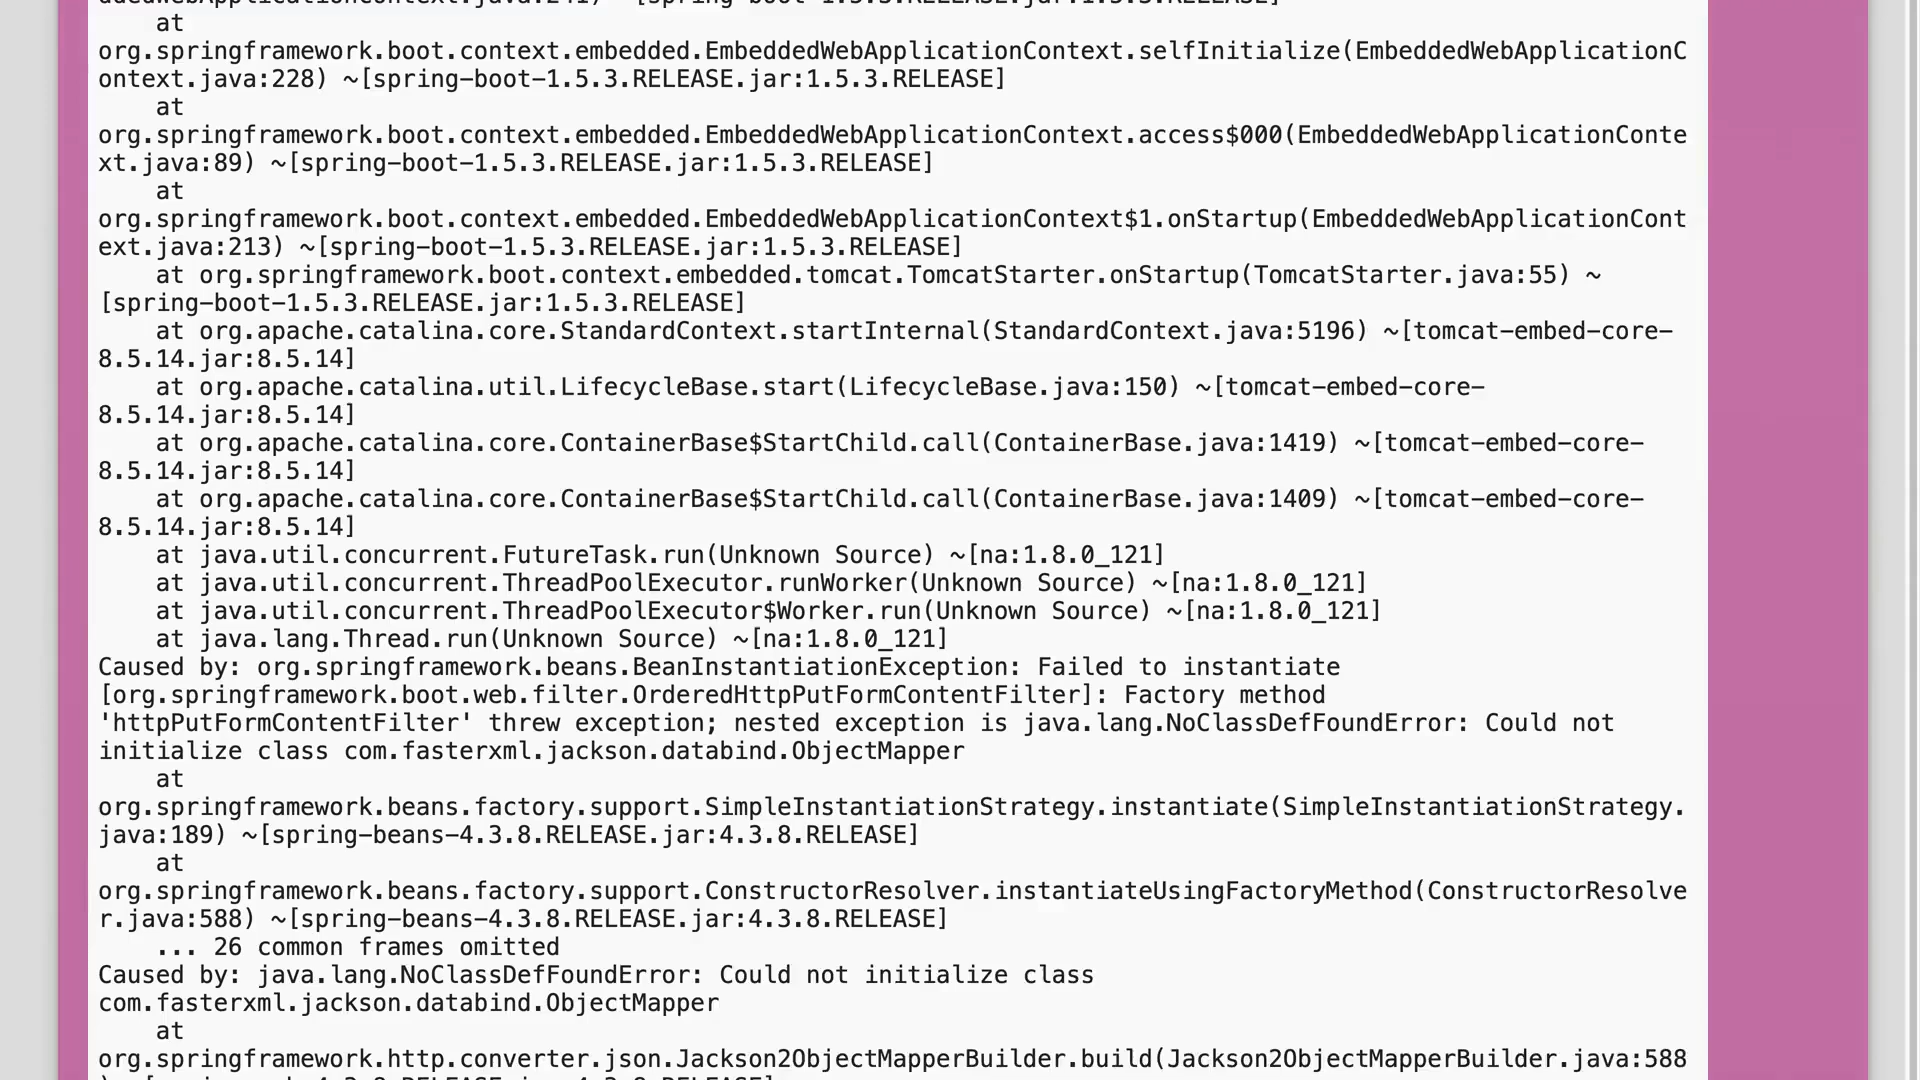 at
org.springframework.boot.context.embedded.EmbeddedWebApplicationContext.selfInitialize(EmbeddedWebApplicationC
ontext.java:228) ~[spring-boot-1.5.3.RELEASE.jar:1.5.3.RELEASE]
    at
org.springframework.boot.context.embedded.EmbeddedWebApplicationContext.access$000(EmbeddedWebApplicationConte
xt.java:89) ~[spring-boot-1.5.3.RELEASE.jar:1.5.3.RELEASE]
    at
org.springframework.boot.context.embedded.EmbeddedWebApplicationContext$1.onStartup(EmbeddedWebApplicationCont
ext.java:213) ~[spring-boot-1.5.3.RELEASE.jar:1.5.3.RELEASE]
    at org.springframework.boot.context.embedded.tomcat.TomcatStarter.onStartup(TomcatStarter.java:55) ~
[spring-boot-1.5.3.RELEASE.jar:1.5.3.RELEASE]
    at org.apache.catalina.core.StandardContext.startInternal(StandardContext.java:5196) ~[tomcat-embed-core-
8.5.14.jar:8.5.14]
    at org.apache.catalina.util.LifecycleBase.start(LifecycleBase.java:150) ~[tomcat-embed-core-
8.5.14.jar:8.5.14]
    at org.apache.catalina.core.ContainerBase$StartChild.call(ContainerBase.java:1419) ~[tomcat-embed-core-
8.5.14.jar:8.5.14]
    at org.apache.catalina.core.ContainerBase$StartChild.call(ContainerBase.java:1409) ~[tomcat-embed-core-
8.5.14.jar:8.5.14]
    at java.util.concurrent.FutureTask.run(Unknown Source) ~[na:1.8.0_121]
    at java.util.concurrent.ThreadPoolExecutor.runWorker(Unknown Source) ~[na:1.8.0_121]
    at java.util.concurrent.ThreadPoolExecutor$Worker.run(Unknown Source) ~[na:1.8.0_121]
    at java.lang.Thread.run(Unknown Source) ~[na:1.8.0_121]
Caused by: org.springframework.beans.BeanInstantiationException: Failed to instantiate
[org.springframework.boot.web.filter.OrderedHttpPutFormContentFilter]: Factory method
'httpPutFormContentFilter' threw exception; nested exception is java.lang.NoClassDefFoundError: Could not
initialize class com.fasterxml.jackson.databind.ObjectMapper
    at
org.springframework.beans.factory.support.SimpleInstantiationStrategy.instantiate(SimpleInstantiationStrategy.
java:189) ~[spring-beans-4.3.8.RELEASE.jar:4.3.8.RELEASE]
    at
org.springframework.beans.factory.support.ConstructorResolver.instantiateUsingFactoryMethod(ConstructorResolve
r.java:588) ~[spring-beans-4.3.8.RELEASE.jar:4.3.8.RELEASE]
    ... 26 common frames omitted
Caused by: java.lang.NoClassDefFoundError: Could not initialize class
com.fasterxml.jackson.databind.ObjectMapper
    at
org.springframework.http.converter.json.Jackson2ObjectMapperBuilder.build(Jackson2ObjectMapperBuilder.java:588